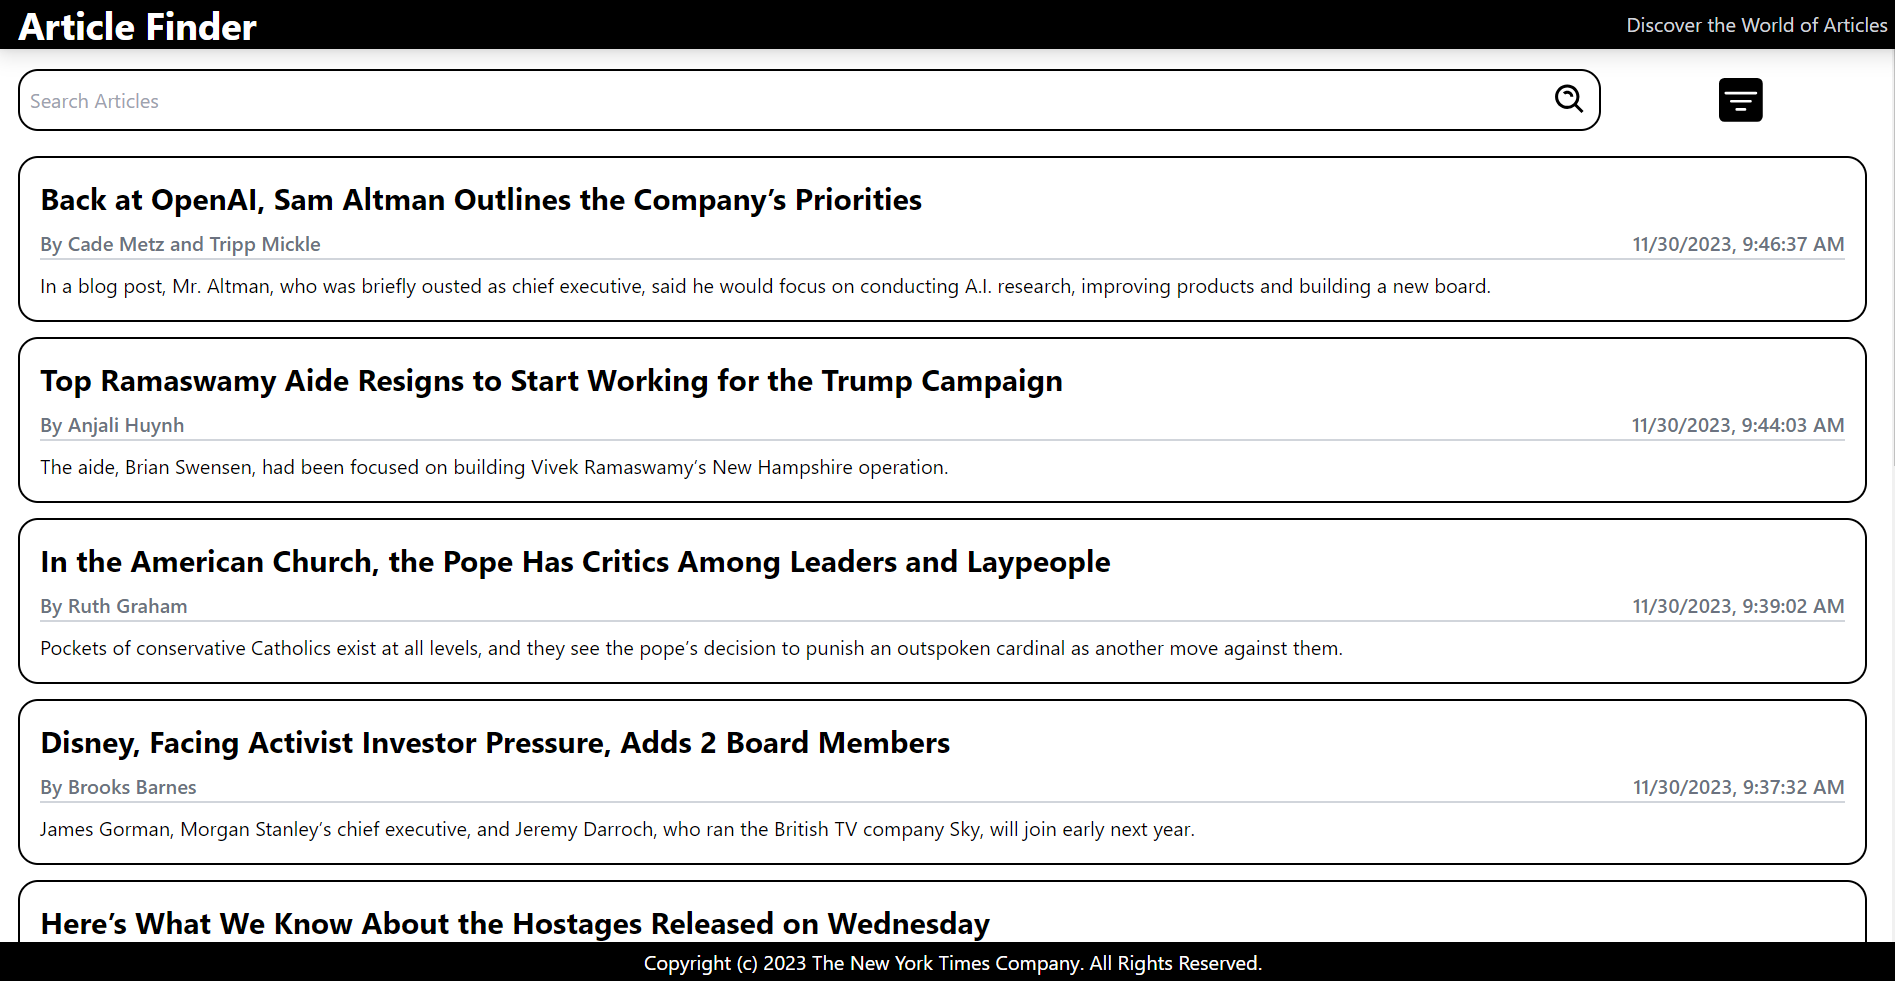 Article Finder
Discover the World of Articles
Search Articles
Back at OpenAI, Sam Altman Outlines the Company’s Priorities
By Cade Metz and Tripp Mickle
11/30/2023, 9:46:37 AM
In a blog post, Mr. Altman, who was briefly ousted as chief executive, said he would focus on conducting A.I. research, improving products and building a new board.
Top Ramaswamy Aide Resigns to Start Working for the Trump Campaign
By Anjali Huynh
11/30/2023, 9:44:03 AM
The aide, Brian Swensen, had been focused on building Vivek Ramaswamy’s New Hampshire operation.
In the American Church, the Pope Has Critics Among Leaders and Laypeople
By Ruth Graham
11/30/2023, 9:39:02 AM
Pockets of conservative Catholics exist at all levels, and they see the pope’s decision to punish an outspoken cardinal as another move against them.
Disney, Facing Activist Investor Pressure, Adds 2 Board Members
By Brooks Barnes
11/30/2023, 9:37:32 AM
James Gorman, Morgan Stanley’s chief executive, and Jeremy Darroch, who ran the British TV company Sky, will join early next year.
Here’s What We Know About the Hostages Released on Wednesday
Copyright (c) 2023 The New York Times Company. All Rights Reserved.